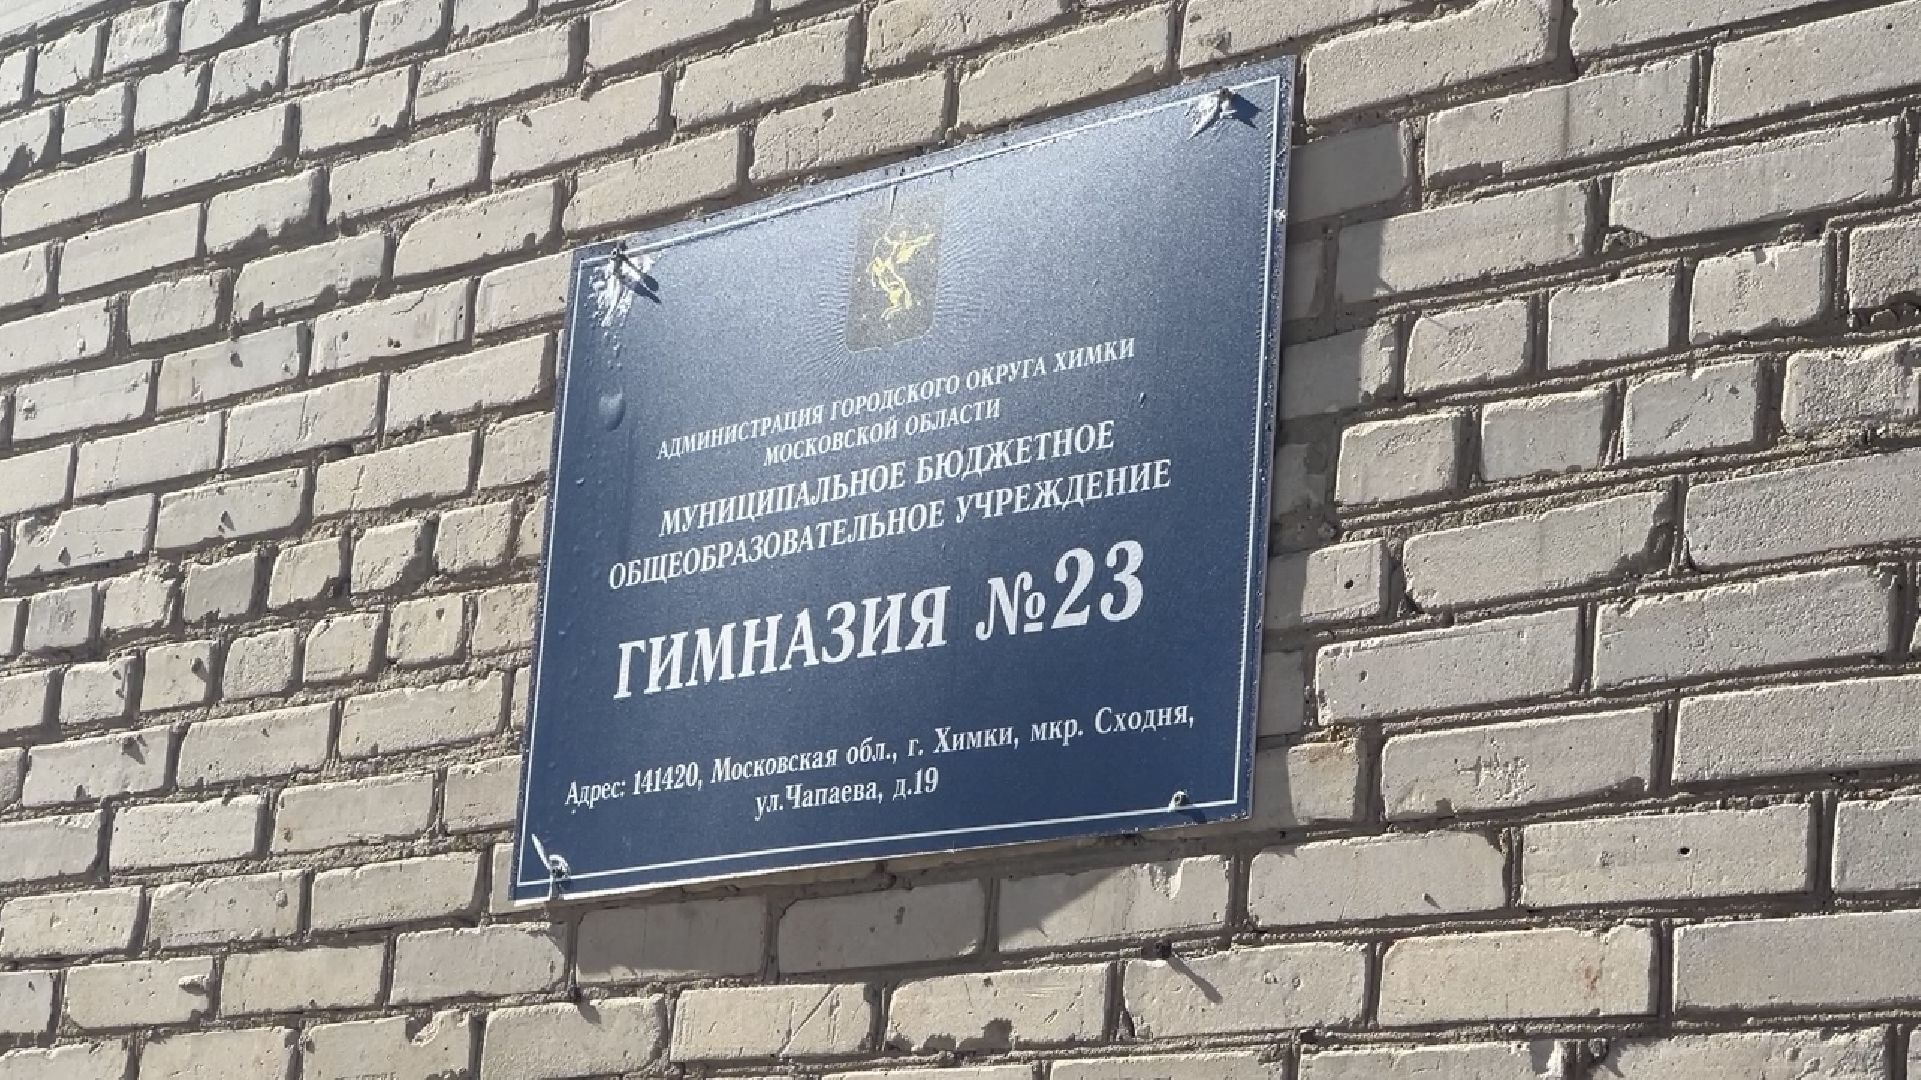 АДМИНИСТРАЦИЯ ГОРОДСКОГО ОКРУГА ХИМКИ
МОСКОВСКОЙ ОБЛАСТИ
МУНИЦИПАЛЬНОЕ БЮДЖЕТНОЕ
ОБЩЕОБРАЗОВАТЕЛЬНОЕ УЧРЕЖДЕНИЕ
ГИМНАЗИЯ №23
Адрес: 141420, Московская обл., г. Химки, мкр. Сходня,
ул.Чапаева, д.19